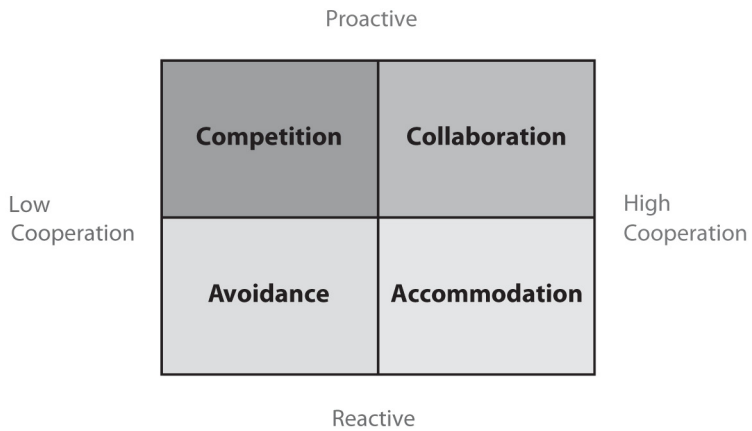 Proactive
Competition
Collaboration
Low
Cooperation
High
Cooperation
Avoidance
Accommodation
Reactive